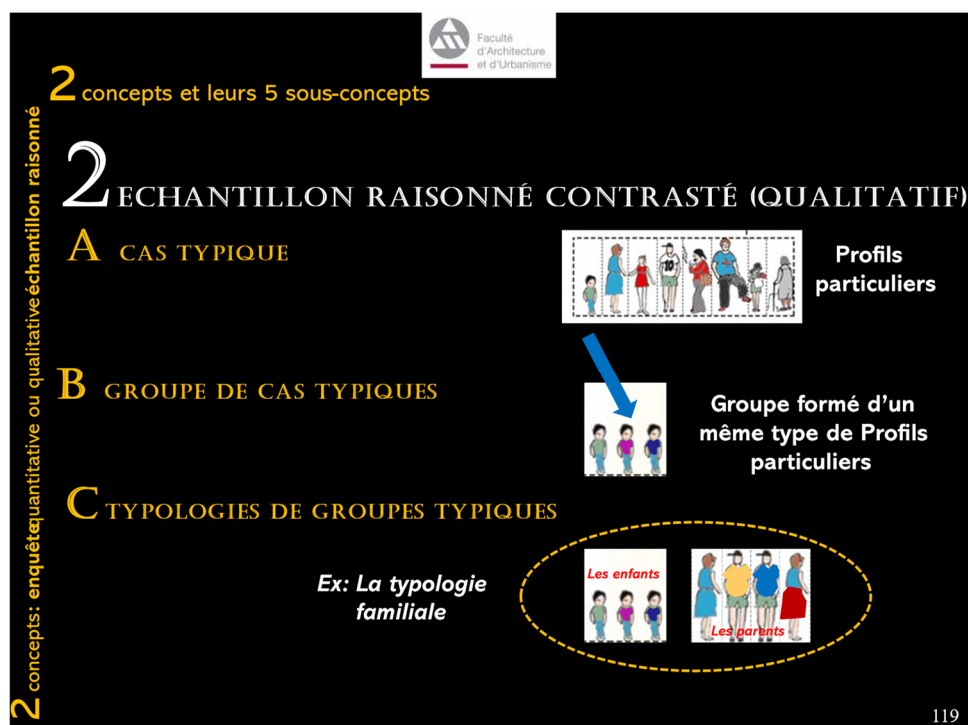 Faculté
d'Architecture
et d'Urbanisme
2 concepts et leurs 5 sous-concepts
2 concepts: enquête quantitative ou qualitative échantillon raisonné
2 ECHANTILLON RAISONNÉ CONTRASTÉ (QUALITATIF)
A CAS TYPIQUE
10
Profils
particuliers
B GROUPE DE CAS TYPIQUES
Groupe formé d'un
même type de Profils
particuliers
C TYPOLOGIES DE GROUPES TYPIQUES
Ex: La typologie
familiale
Les enfants
Les parents
119